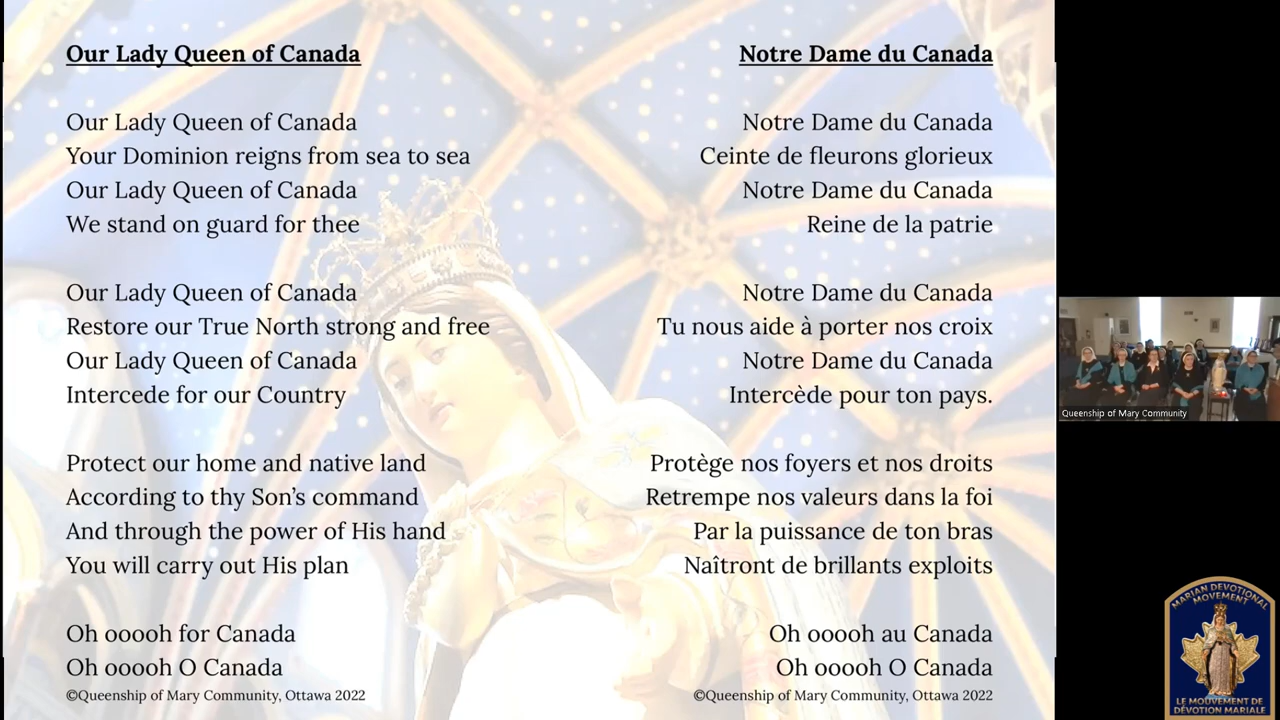 Our Lady Queen of Canada
Our Lady Queen of Canada
Your Dominion reigns from sea to sea
Our Lady Queen of Canada
We stand on guard for thee
Our Lady Queen of Canada
Restore our True North strong and free
Our Lady Queen of Canada
Intercede for our Country
Protect our home and native land
According to thy Son’s command
And through the power of His hand
You will carry out His plan
Oh ooooh for Canada
Oh ooooh O Canada
©Queenship of Mary Community, Ottawa 2022
Notre Dame du Canada
Notre Dame du Canada
Ceinte de fleurons glorieux
Notre Dame du Canada
Reine de la patrie
Notre Dame du Canada
Tu nous aide à porter nos croix
Notre Dame du Canada
Intercède pour ton pays.
Protège nos foyers et nos droits
Retrempe nos valeurs dans la foi
Par la puissance de ton bras
Naîtront de brillants exploits
Oh ooooh au Canada
Oh ooooh O Canada
©Queenship of Mary Community, Ottawa 2022
Queenship of Mary Community
MARIAN DEVOTIONAL
MOVEMENT
LE MOUVEMENT DE
DÉVOTION MARIALE